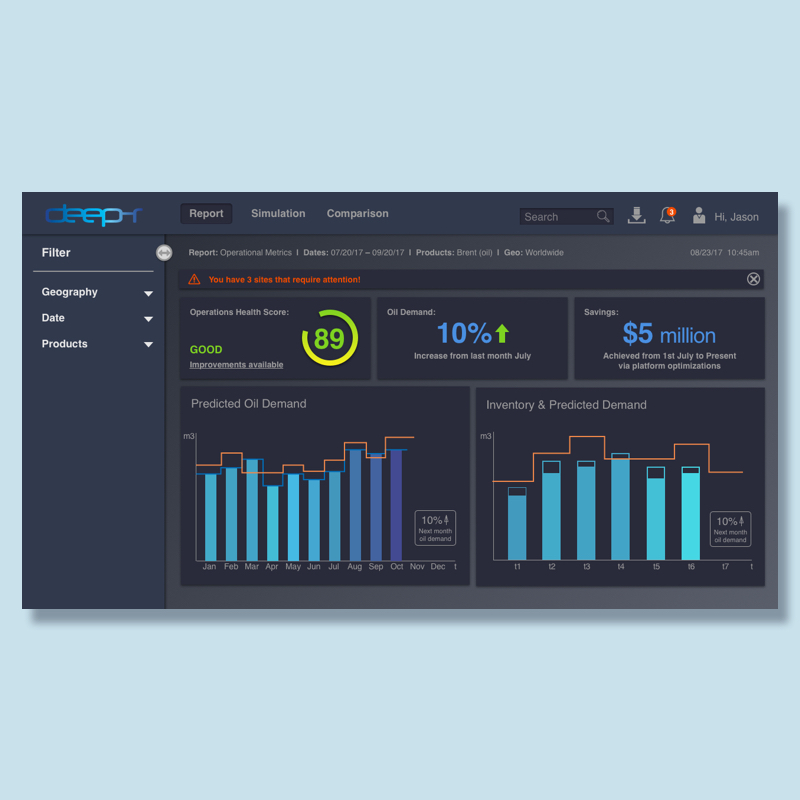 deepr
Report Simulation Comparison
Search
3
Hi, Jason
Filter
Geography
Date
Products
Report: Operational Metrics I Dates: 07/20/17 – 09/20/17 I Products: Brent (oil) I Geo: Worldwide
08/23/17 10:45am
You have 3 sites that require attention!
Operations Health Score:
GOOD
Improvements available
89
Oil Demand:
10%
Increase from last month July
Savings:
$5 million
Achieved from 1st July to Present
via platform optimizations
Predicted Oil Demand
m3
10%
Next month
oil demand
Jan Feb Mar Apr May Jun Jul Aug Sep Oct Nov Dec t
Inventory & Predicted Demand
m3
10%
Next month
oil demand
t1 t2 t3 t4 t5 t6 t7 t